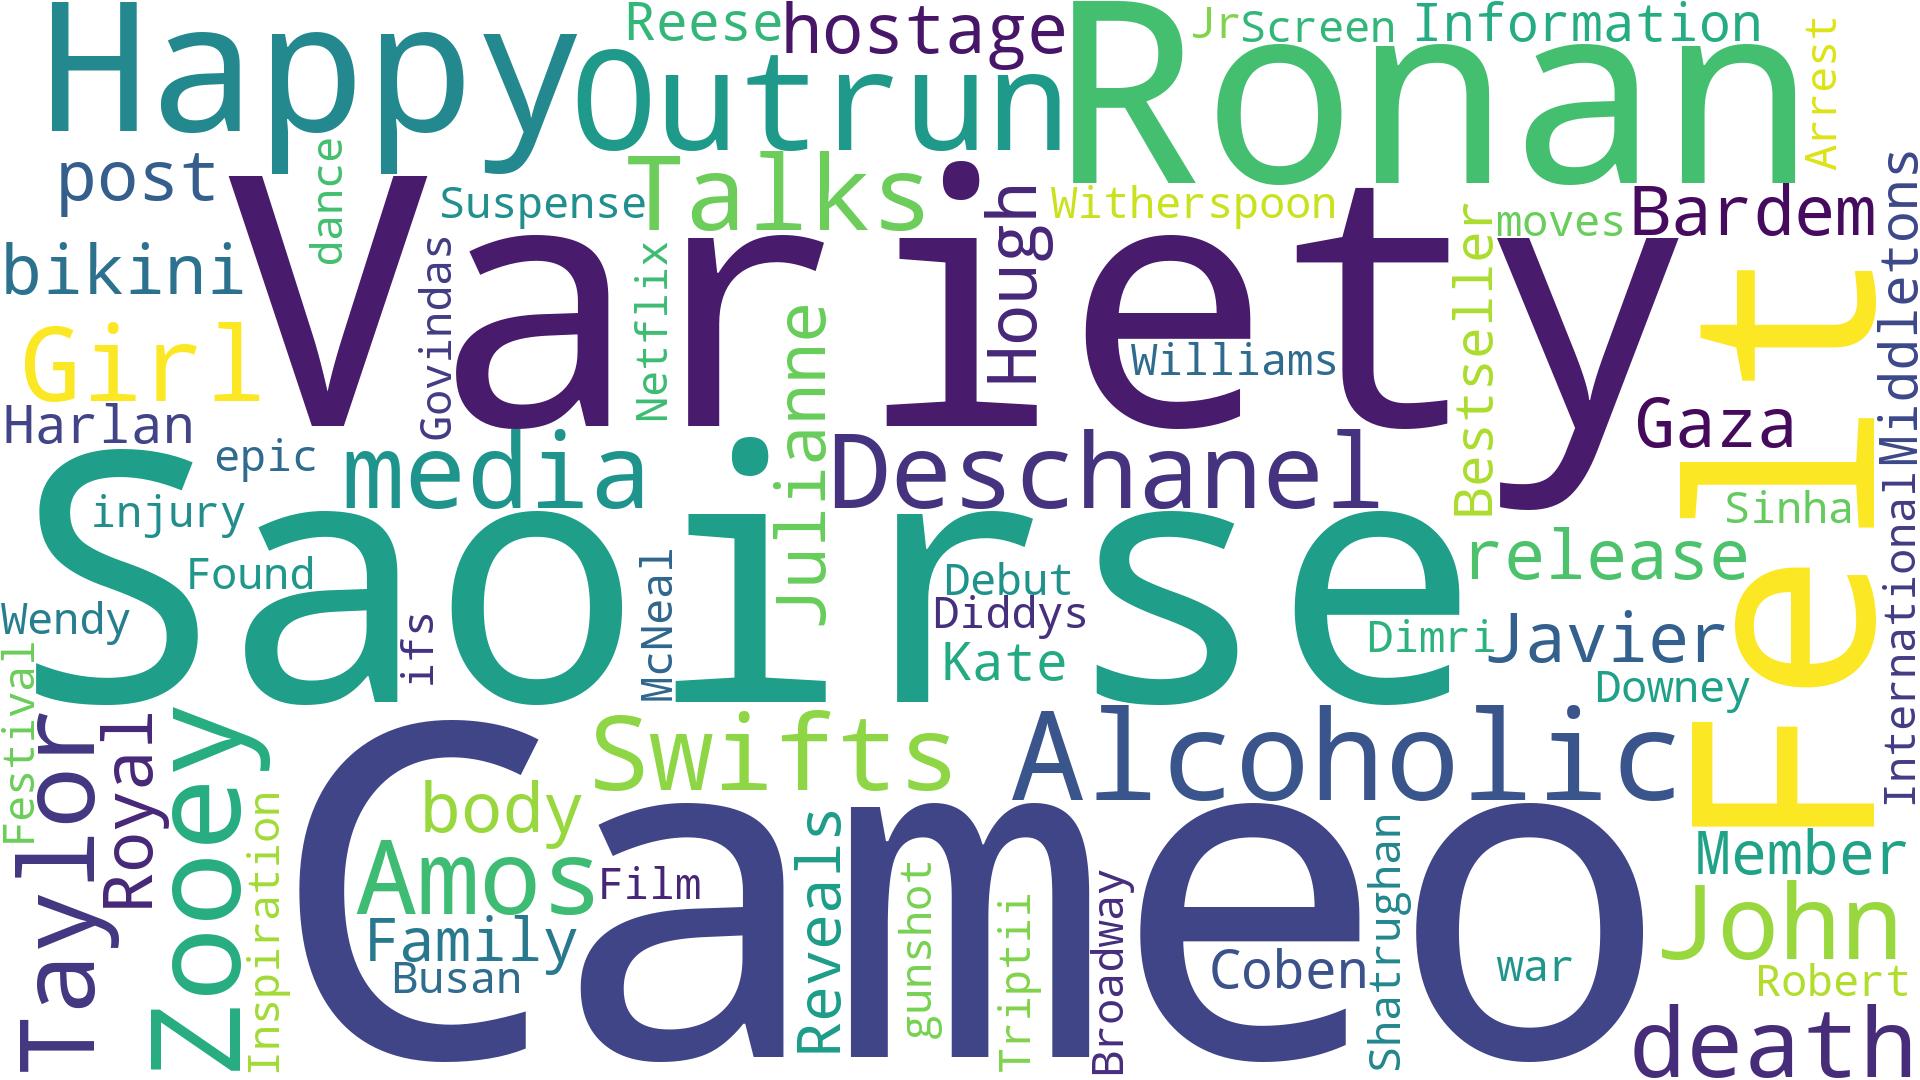 Happy
Reese
hostage
Outrun
Ronan
Jr
Screen
Information
Arrest
post
dance
Suspense
Talks
Variety
Hough
Witherspoon
moves
Bardem
Middletons
bikini
Govindas
Netflix
Julianne
Williams
Bestseller
Felt
Girl
Harlan
epic
media
Deschanel
Gaza
Sinha
injury
Saoirse
Found
release
International
Wendy
ifs
McNeal
Debut
Diddys
Kate
Dimri
Javier
Downey
Festival
Taylor
Royal
Zooey
Swifts
Alcoholic
Cameo
body
Amos
Film
Reveals
gunshot
Triptii
Broadway
Shatrughan
Member
John
Inspiration
Family
Busan
Coben
war
Robert
death